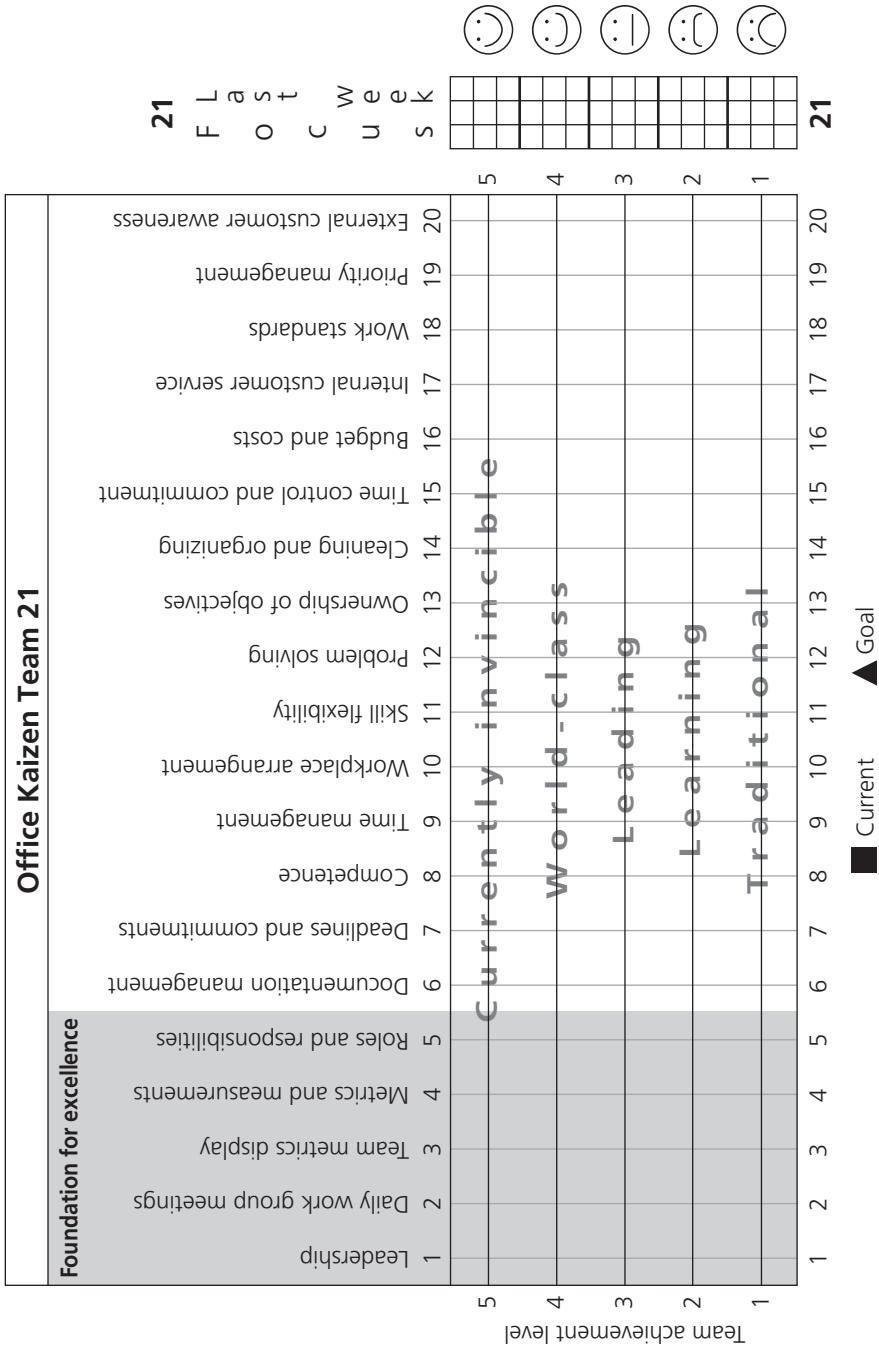 Office Kaizen Team 21
Foundation for excellence
Leadership
Daily work group meetings
Team metrics display
Metrics and measurements
Roles and responsibilities
Documentation management
Deadlines and commitments
Competence
Time management
Workplace arrangement
Skill flexibility
Problem solving
Ownership of objectives
Cleaning and organizing
Time control and commitment
Budget and costs
Internal customer service
Work standards
Priority management
External customer awareness
21
Last week
Focus
1 2 3 4 5 6 7 8 9 10 11 12 13 14 15 16 17 18 19 20
Team achievement level
5 Currently invincible 5
4 World-class 4
3 Leading 3
2 Learning 2
1 Traditional 1
1 2 3 4 5 6 7 8 9 10 11 12 13 14 15 16 17 18 19 20 21
Current Goal